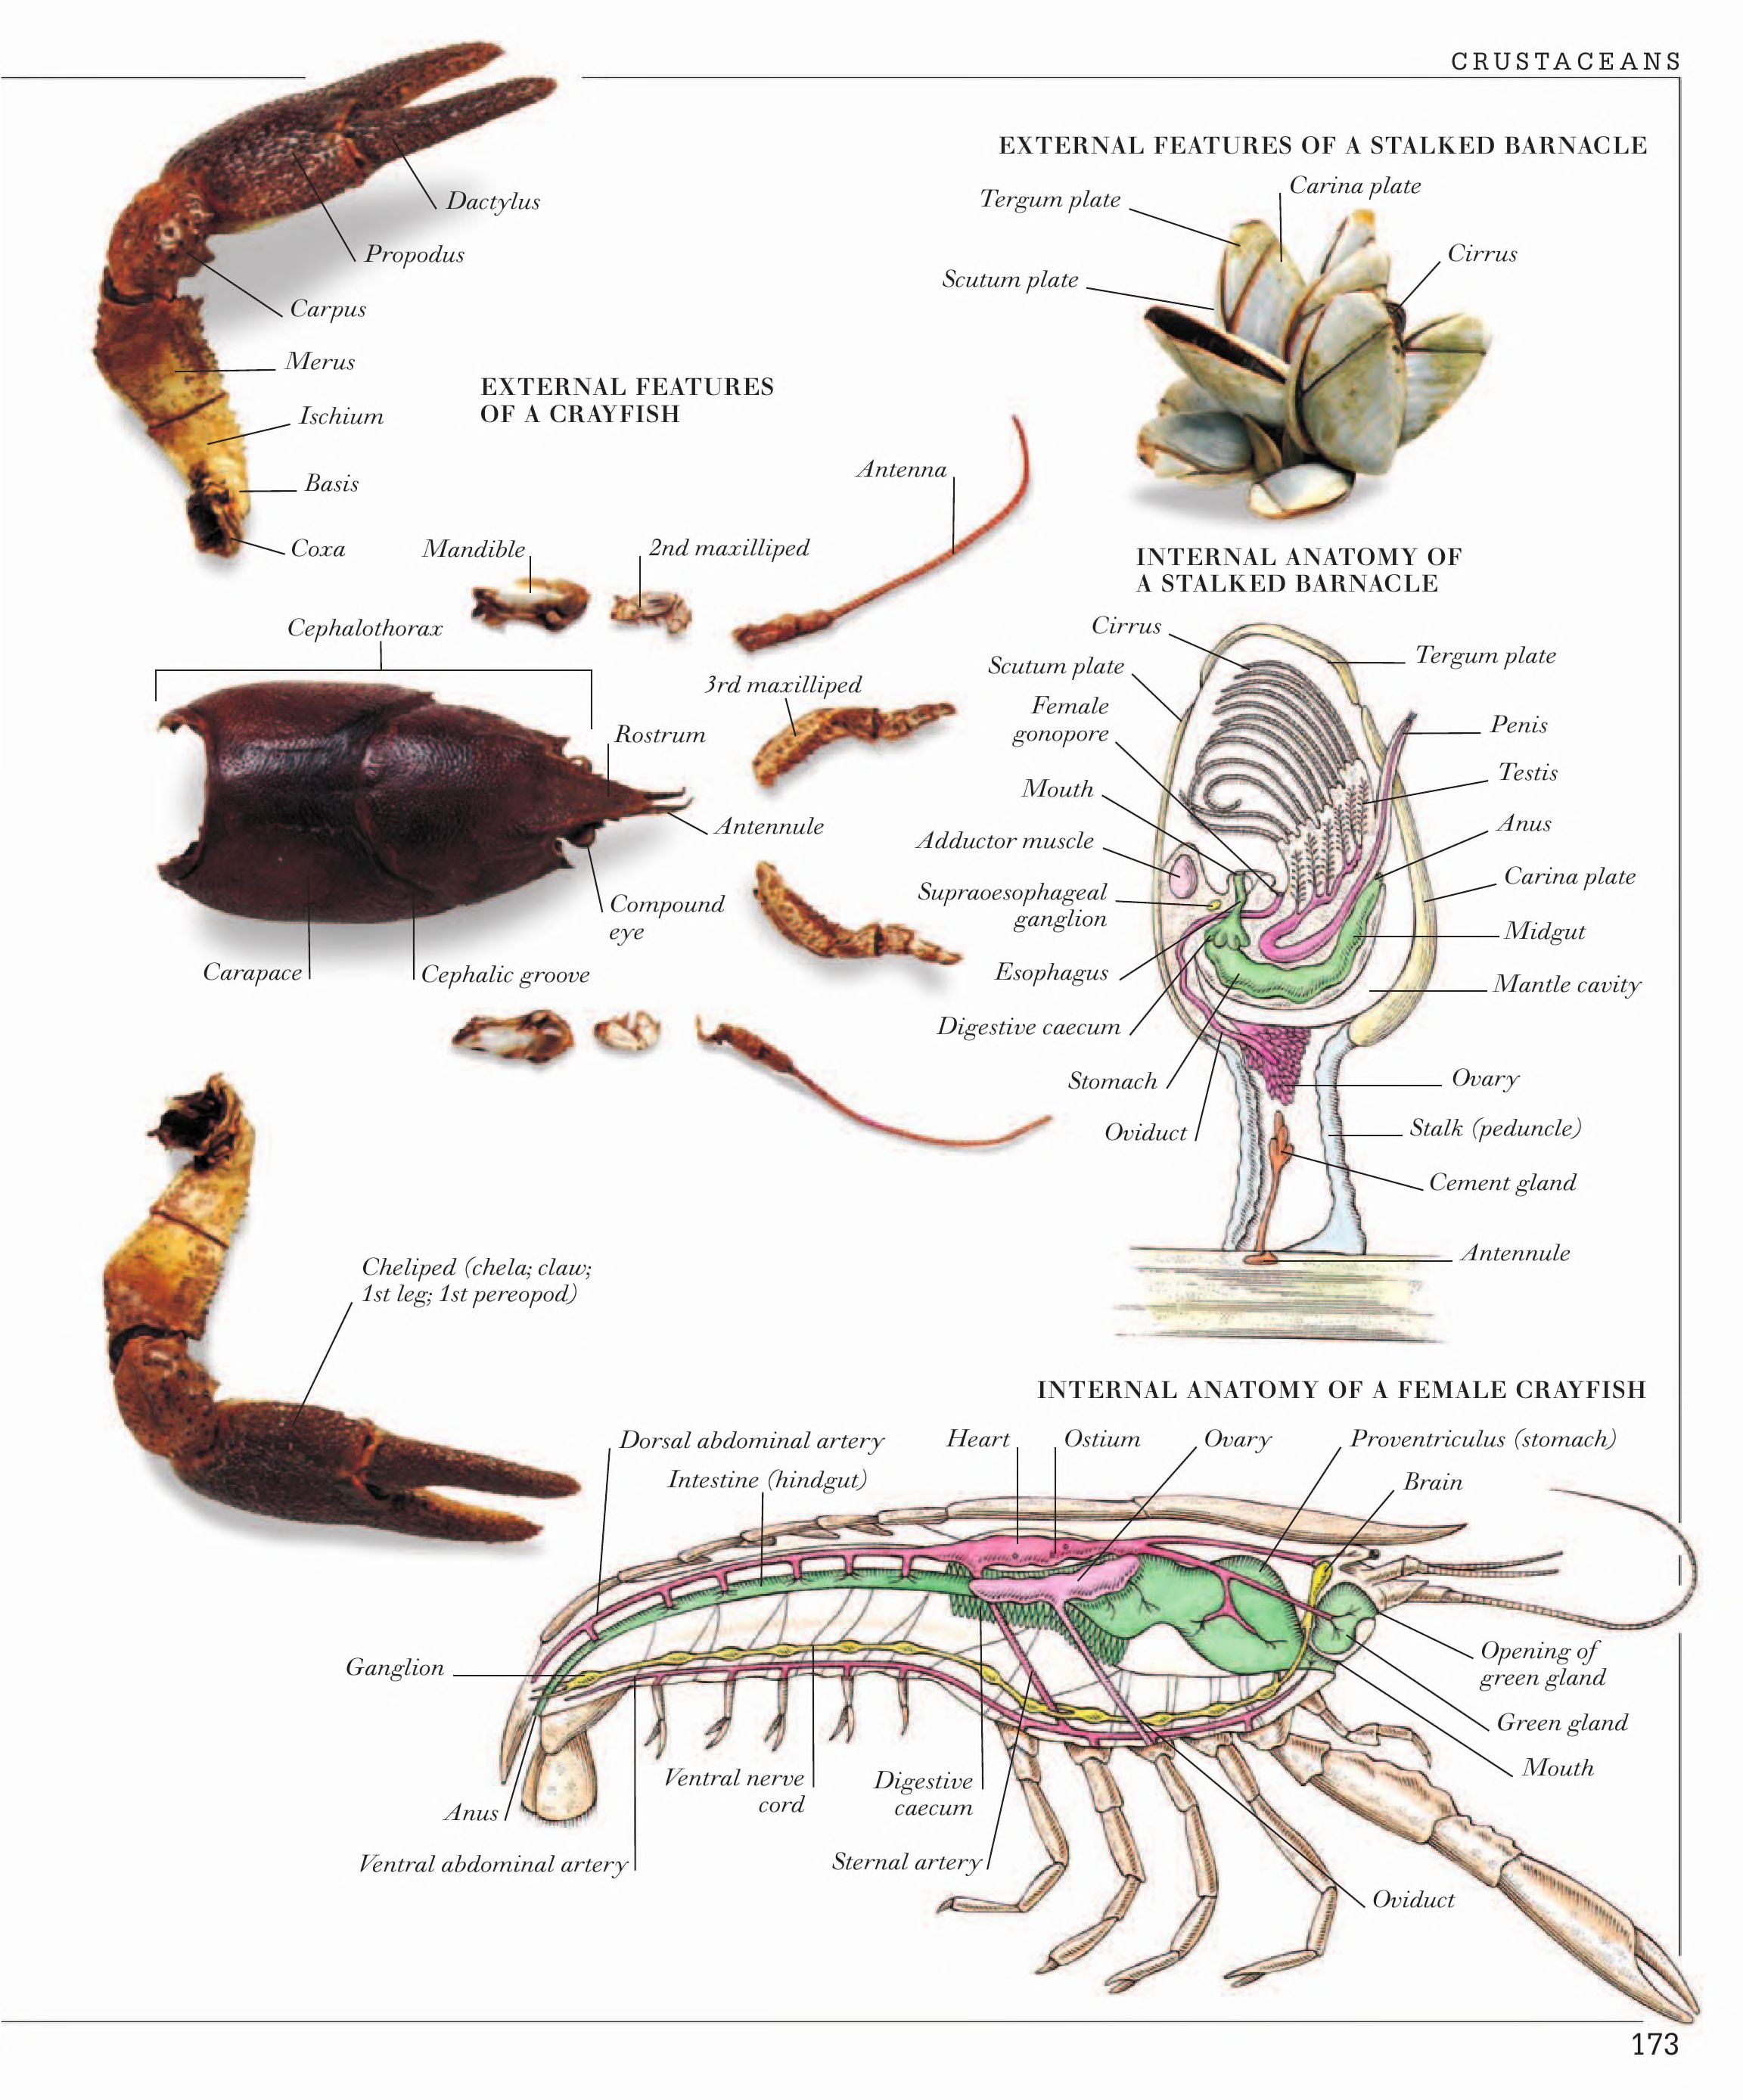 CRUSTACEANS
Dactylus
Propodus
Carpus
Merus
Ischium
Basis
Coxa
EXTERNAL FEATURES
OF A CRAYFISH
Antenna
Mandible
2nd maxilliped
Cephalothorax
3rd maxilliped
Rostrum
Antennule
Compound
eye
Carapace
Cephalic groove
Cheliped (chela; claw;
1st leg; 1st pereopod)
EXTERNAL FEATURES OF A STALKED BARNACLE
Carina plate
Tergum plate
Cirrus
Scutum plate
INTERNAL ANATOMY OF
A STALKED BARNACLE
Cirrus
Scutum plate
Female
gonopore
Mouth
Adductor muscle
Supraoesophageal
ganglion
Esophagus
Digestive caecum
Stomach
Oviduct
Tergum plate
Penis
Testis
Anus
Carina plate
Midgut
Mantle cavity
Ovary
Stalk (peduncle)
Cement gland
Antennule
INTERNAL ANATOMY OF A FEMALE CRAYFISH
Dorsal abdominal artery
Intestine (hindgut)
Heart
Ostium
Ovary
Proventriculus (stomach)
Brain
Opening of
green gland
Green gland
Mouth
Ganglion
Anus
Ventral abdominal artery
Ventral nerve
cord
Digestive
caecum
Sternal artery
Oviduct
173